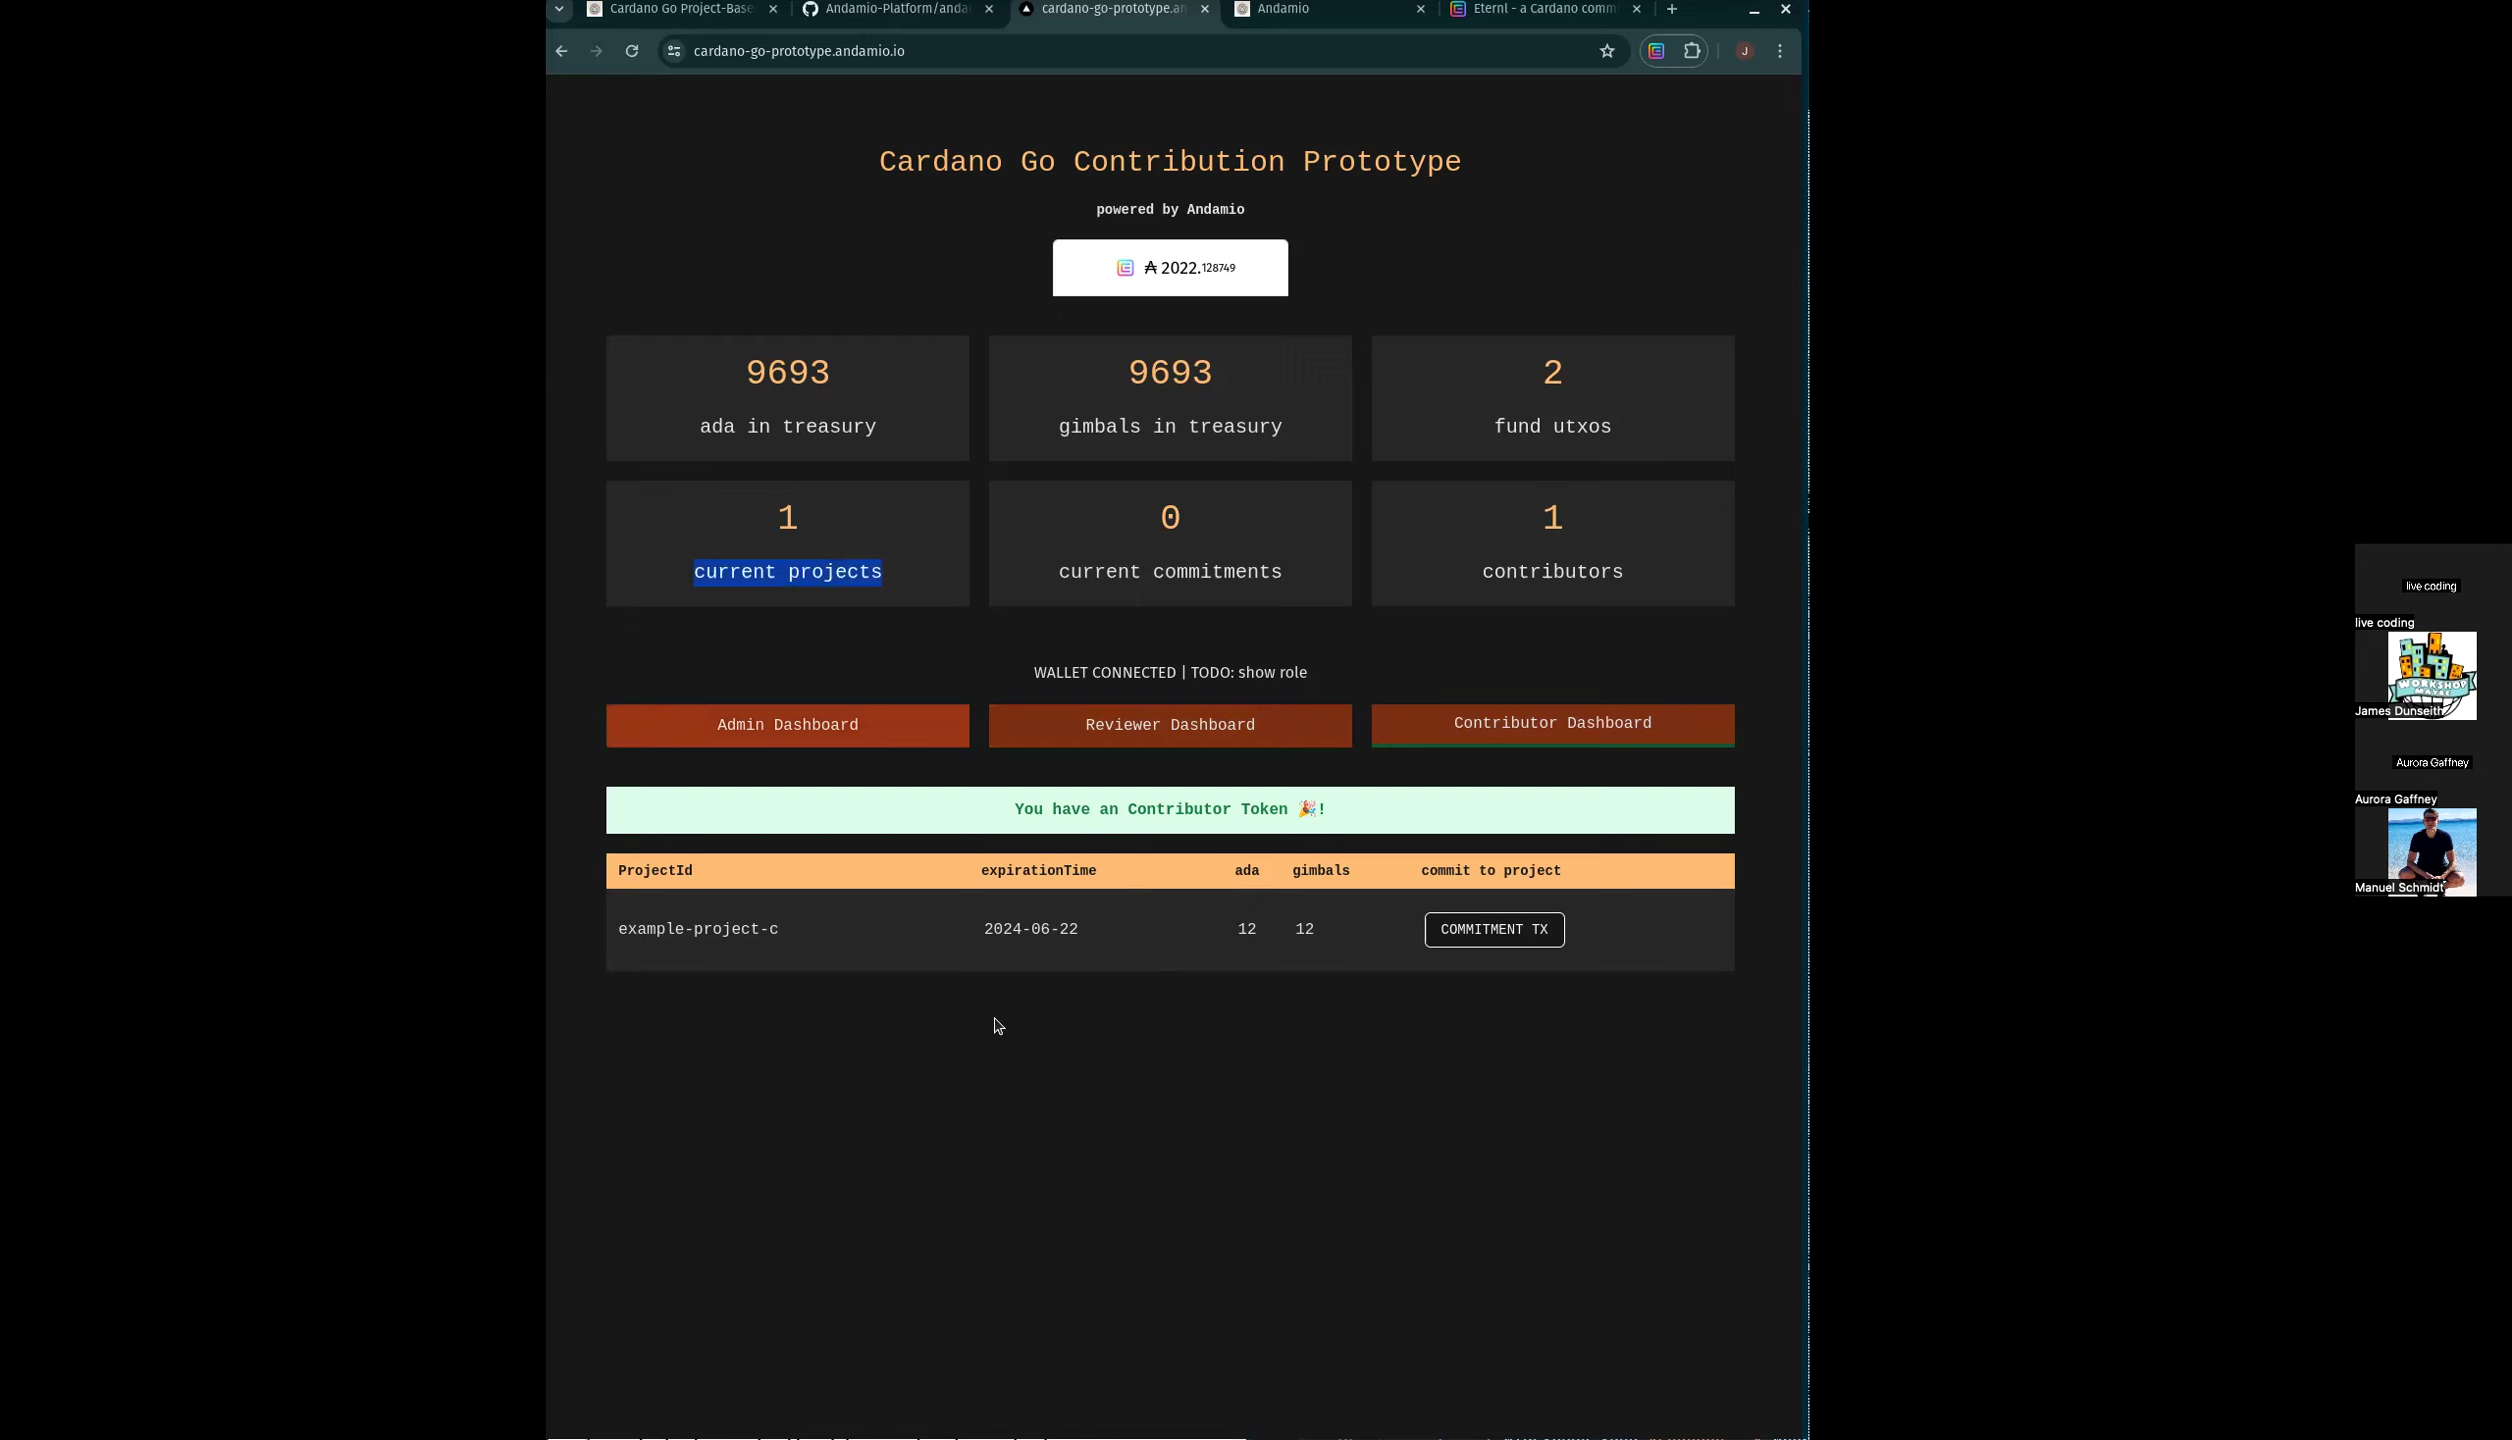 Cardano Go Project-Base
Andamio-Platform/anda
cardano-go-prototype.an
Andamio
Eternl - a Cardano comm
cardano-go-prototype.andamio.io
J
Cardano Go Contribution Prototype
powered by Andamio
₳ 2022.128749
9693
ada in treasury
9693
gimbals in treasury
2
fund utxos
1
current projects
0
current commitments
1
contributors
WALLET CONNECTED | TODO: show role
Admin Dashboard
Reviewer Dashboard
Contributor Dashboard
You have an Contributor Token 🎉!
ProjectId expirationTime ada gimbals commit to project
example-project-c 2024-06-22 12 12 COMMITMENT TX
live coding
live coding
WORKSHOP
MAYBE
James Dunseith
Aurora Gaffney
Aurora Gaffney
Manuel Schmidt